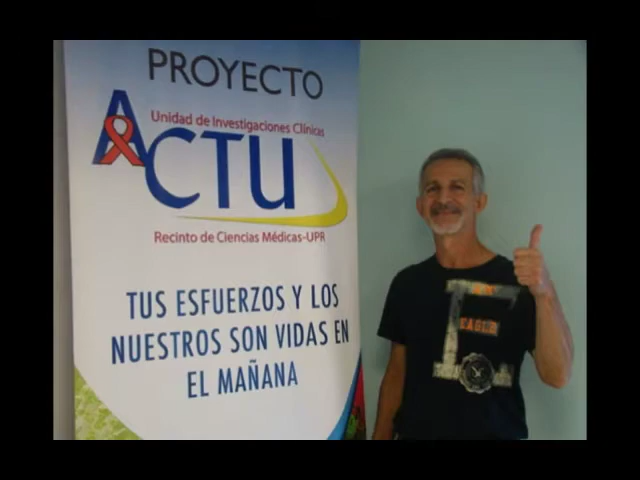 PROYECTO
Unidad de Investigaciones Clínicas
ACTU
Recinto de Ciencias Médicas-UPR
TUS ESFUERZOS Y LOS
NUESTROS SON VIDAS EN
EL MAÑANA
EAGLE